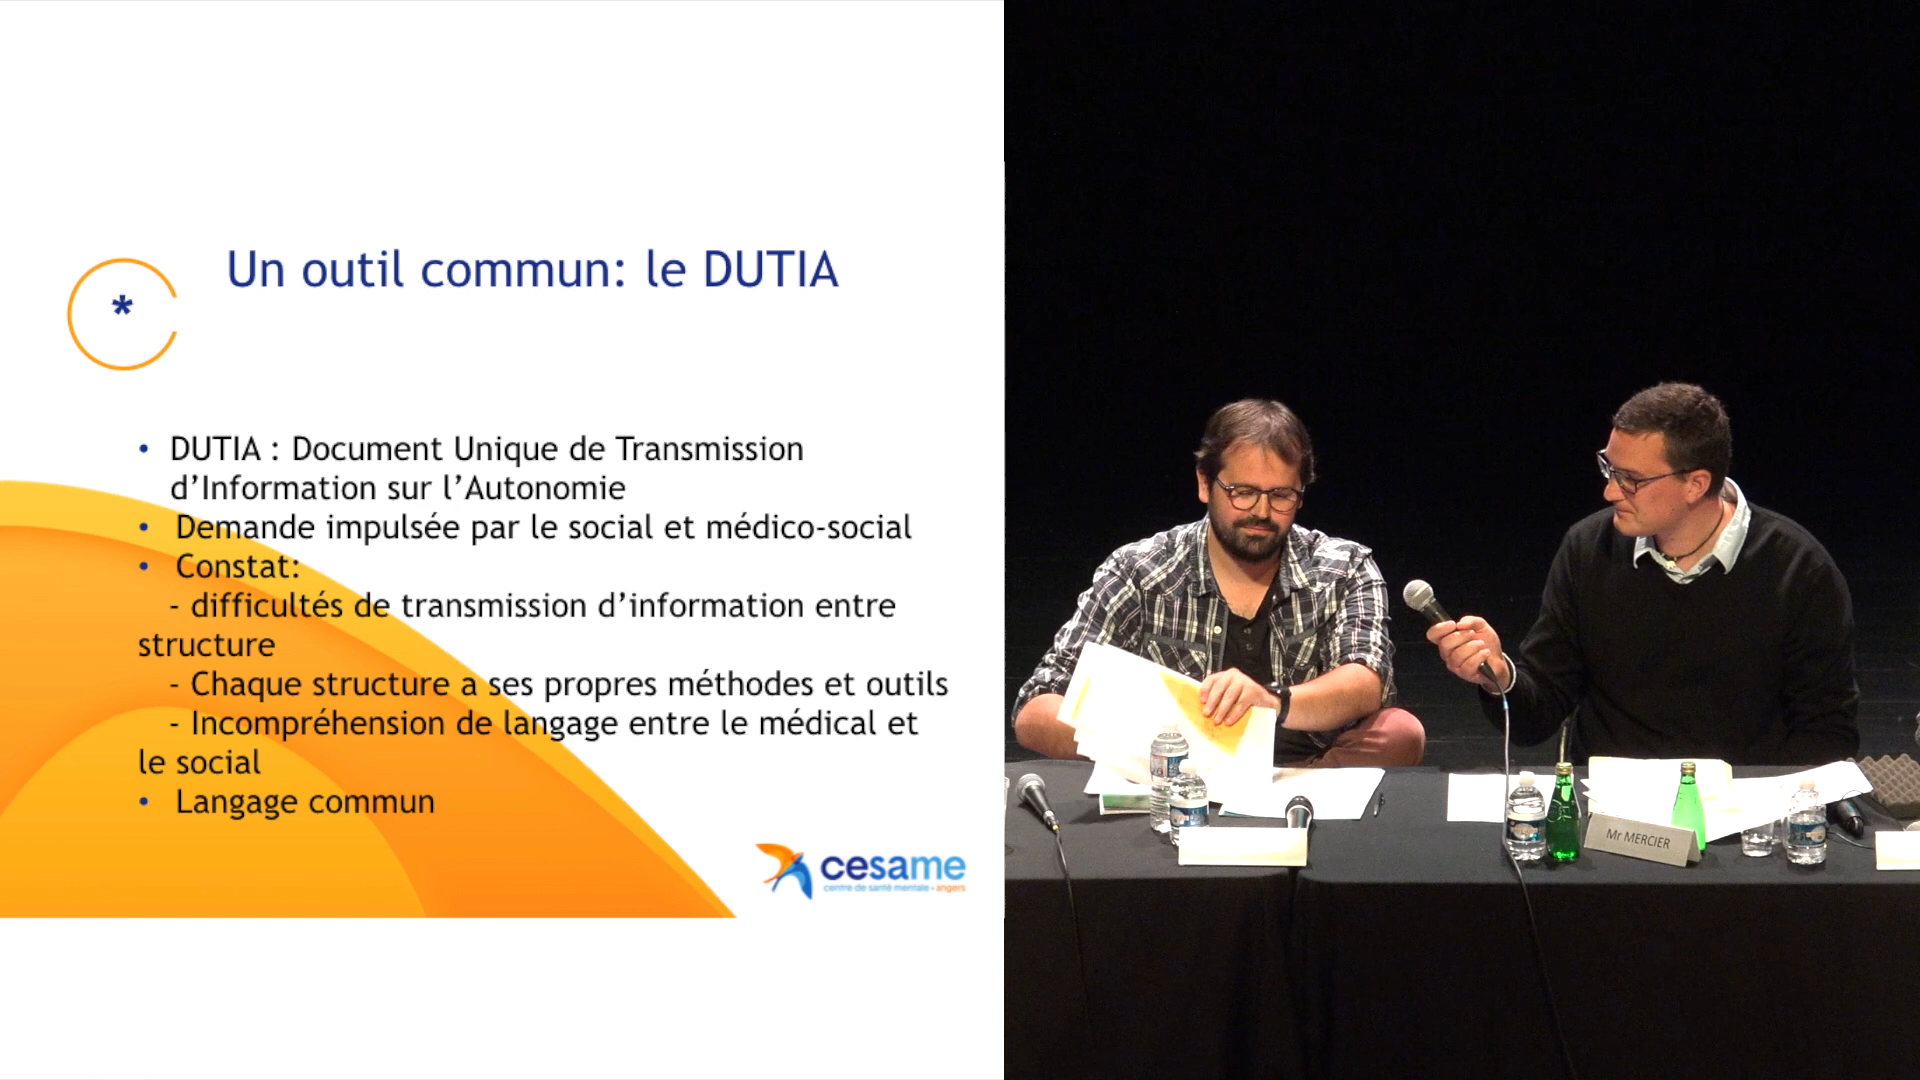 Un outil commun: le DUTIA
*
• DUTIA : Document Unique de Transmission
d’Information sur l’Autonomie
• Demande impulsée par le social et médico-social
• Constat:
- difficultés de transmission d’information entre
structure
- Chaque structure a ses propres méthodes et outils
- Incompréhension de langage entre le médical et
le social
• Langage commun
cesame
centre de santé mentale - angers
Mr MERCIER